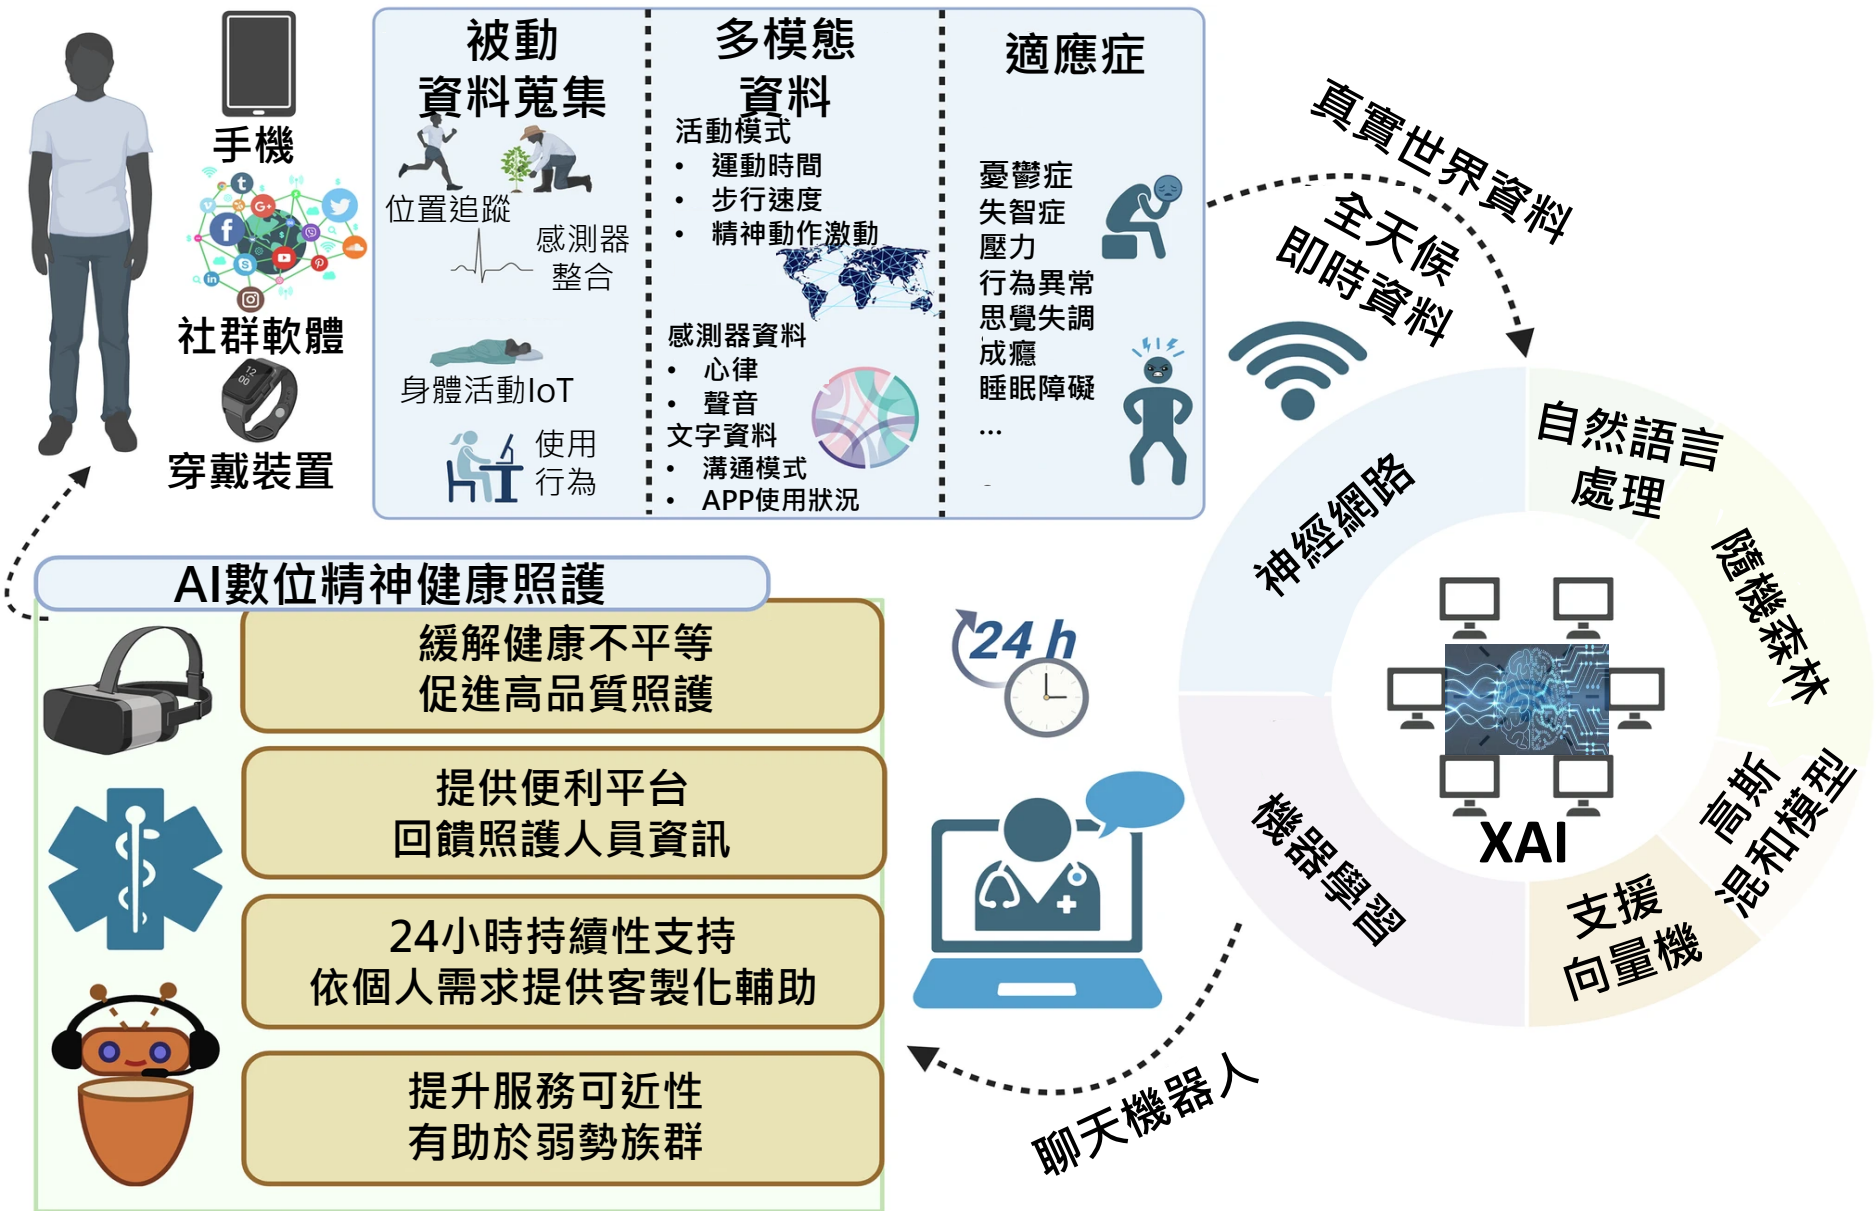 手機
社群軟體
12
00
穿戴裝置
被動
資料蒐集
位置追蹤
感測器
整合
身體活動IoT
使用
行為
多模態
資料
活動模式
• 運動時間
• 步行速度
• 精神動作激動
感測器資料
• 心律
• 聲音
文字資料
• 溝通模式
• APP使用狀況
適應症
憂鬱症
失智症
壓力
行為異常
思覺失調
成癮
睡眠障礙
...
真實世界資料
全天候
即時資料
神經網路
自然語言
處理
隨機森林
高斯
混和模型
支援
向量機
機器學習
XAI
聊天機器人
24 h
AI數位精神健康照護
緩解健康不平等
促進高品質照護
提供便利平台
回饋照護人員資訊
24小時持續性支持
依個人需求提供客製化輔助
提升服務可近性
有助於弱勢族群